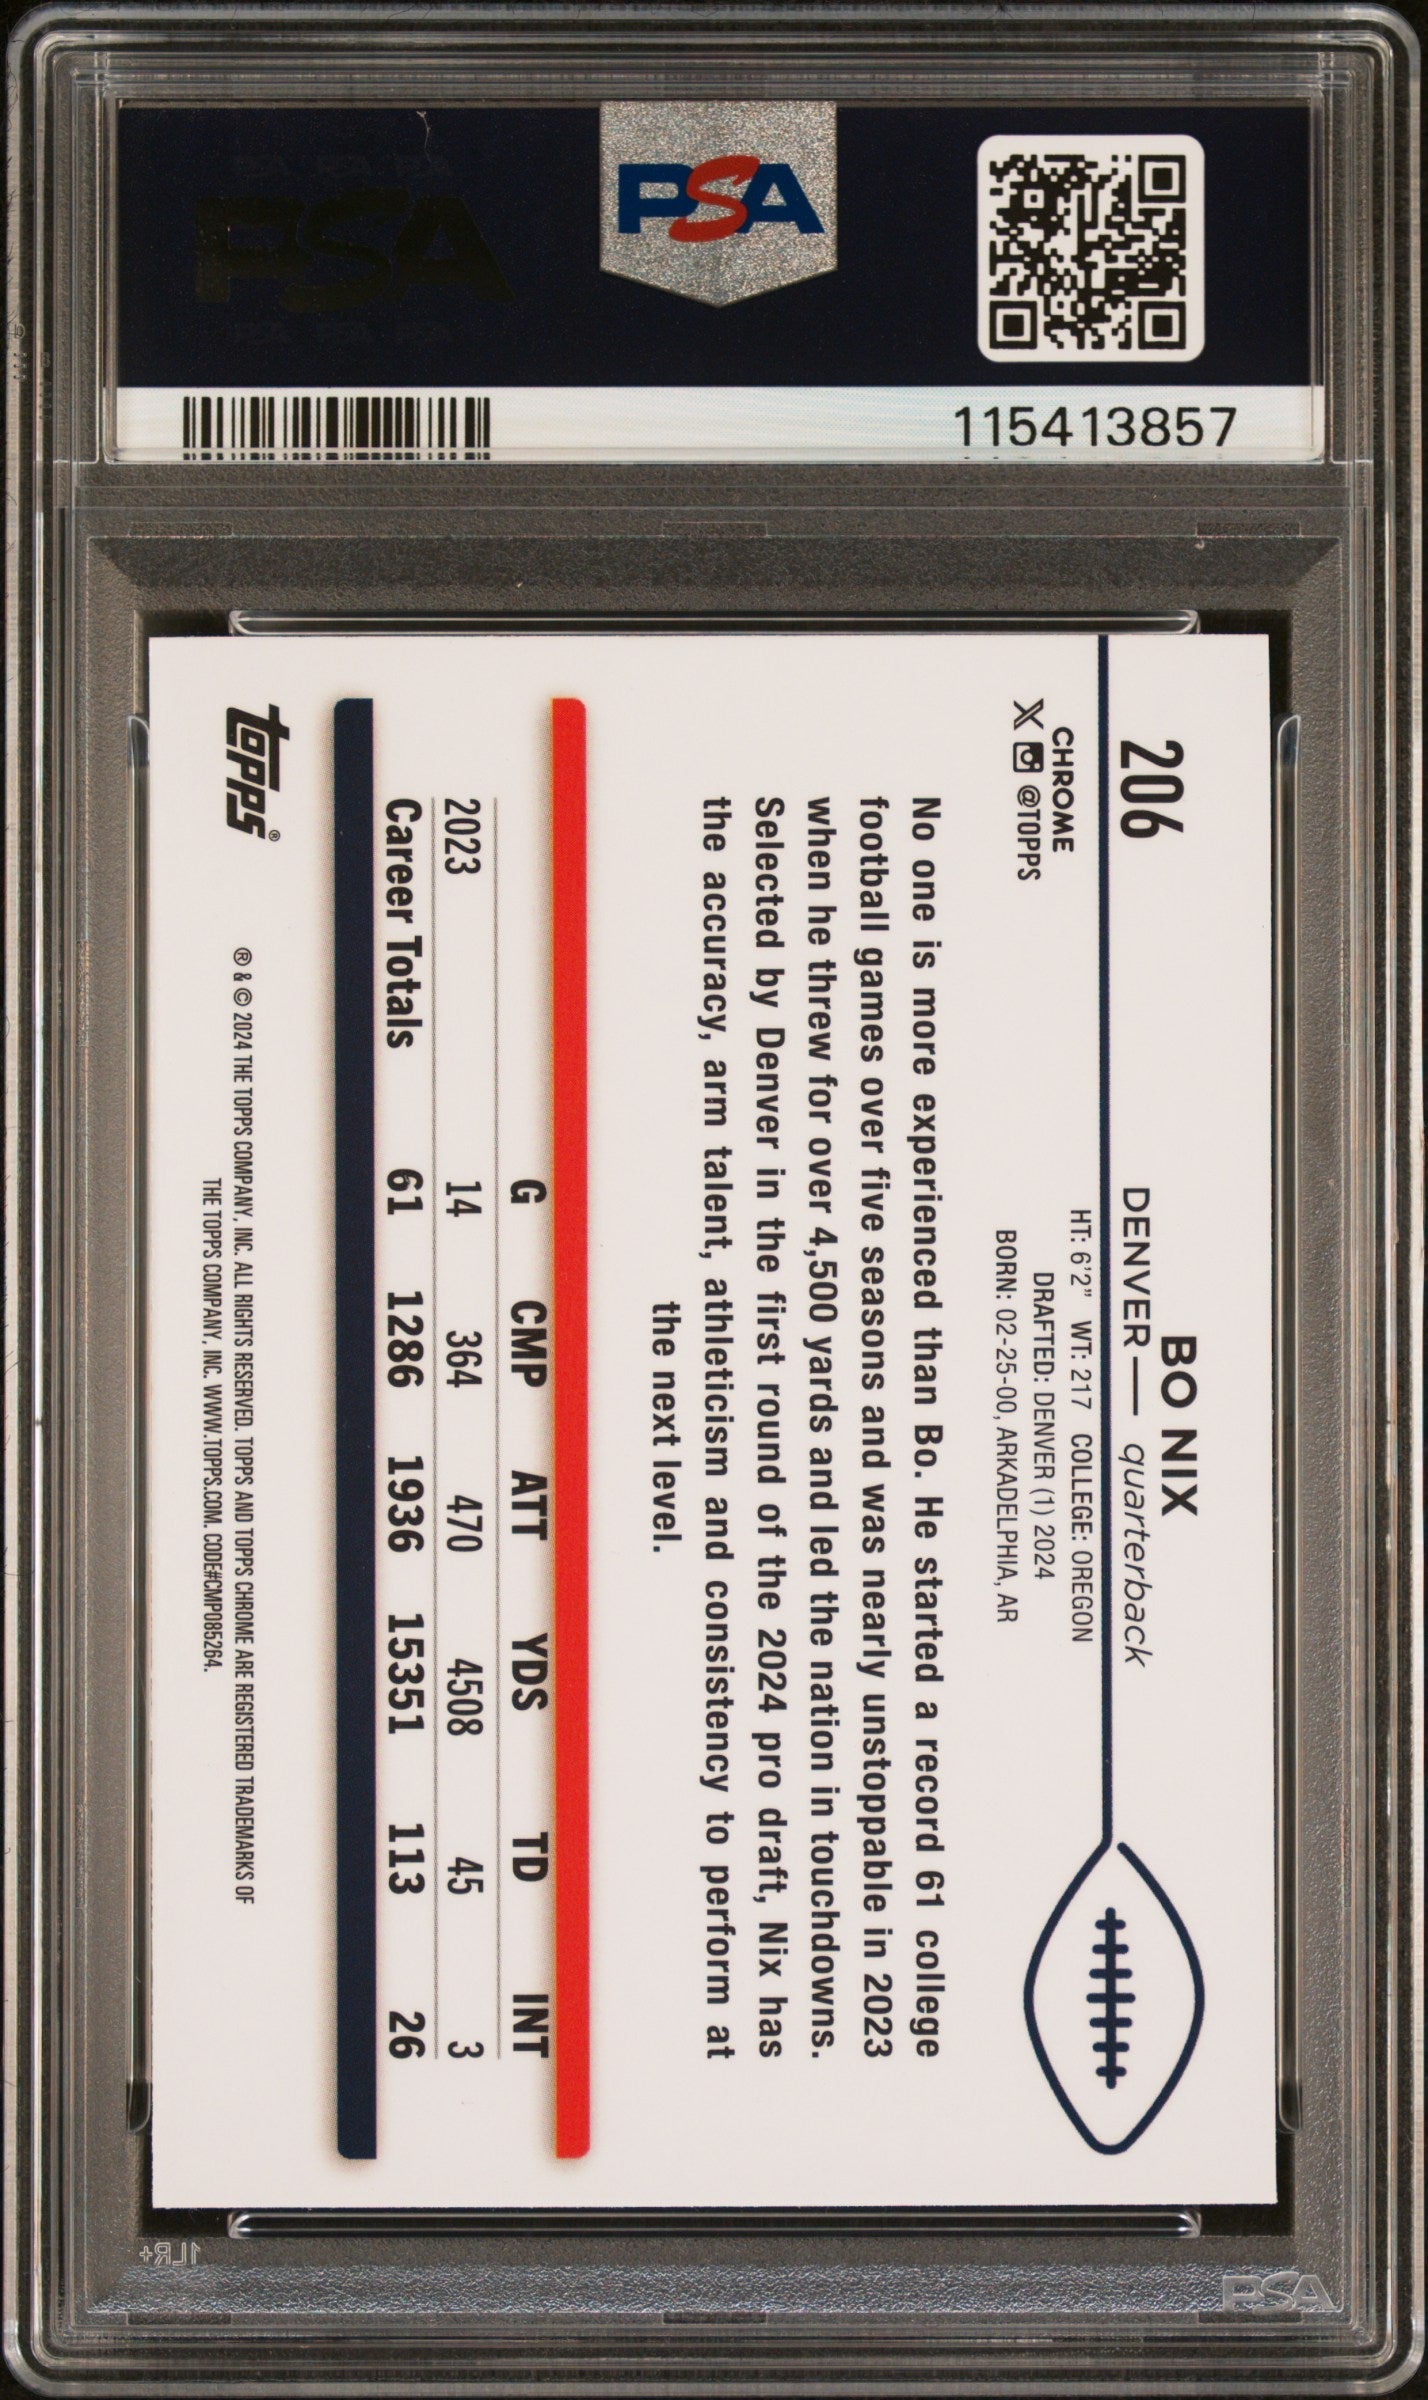 PSA
PSA
115413857
206
BO NIX
DENVER — quarterback
CHROME
X @TOPPS
HT: 6'2" WT: 217 COLLEGE: OREGON
DRAFTED: DENVER (1) 2024
BORN: 02-25-00, ARKADELPHIA, AR
No one is more experienced than Bo. He started a record 61 college
football games over five seasons and was nearly unstoppable in 2023
when he threw for over 4,500 yards and led the nation in touchdowns.
Selected by Denver in the first round of the 2024 pro draft, Nix has
the accuracy, arm talent, athleticism and consistency to perform at
the next level.
G CMP ATT YDS TD INT
2023 14 364 470 4508 45 3
Career Totals 61 1286 1936 15351 113 26
topps®
® & © 2024 THE TOPPS COMPANY, INC. ALL RIGHTS RESERVED. TOPPS AND TOPPS CHROME ARE REGISTERED TRADEMARKS OF
THE TOPPS COMPANY, INC. WWW.TOPPS.COM. CODE#CMP085264.
1LR+
PSA